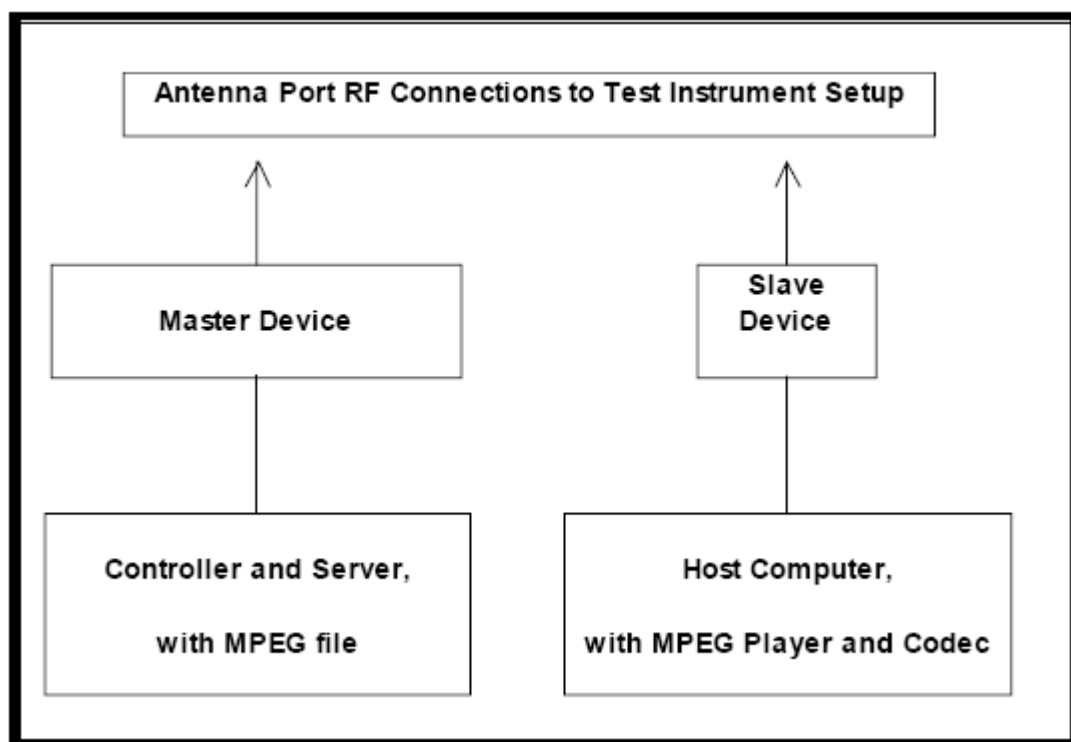 Antenna Port RF Connections to Test Instrument Setup
Master Device
Slave
Device
Controller and Server,
with MPEG file
Host Computer,
with MPEG Player and Codec